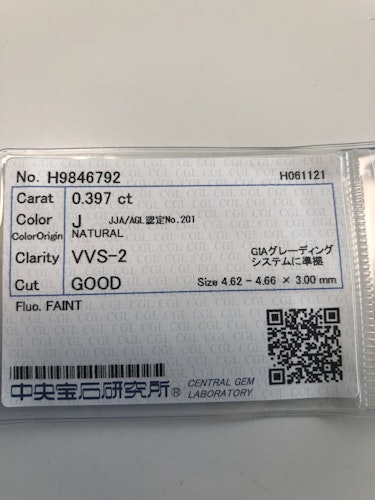 No. H9846792 H061121
Carat 0.397 ct
Color J JJA/AGL認定No.201
ColorOrigin NATURAL
Clarity VVS-2 GIAグレーディング
システムに準拠
Cut GOOD Size 4.62 - 4.66 × 3.00 mm
Fluo. FAINT
中央宝石研究所® CENTRAL GEM
LABORATORY